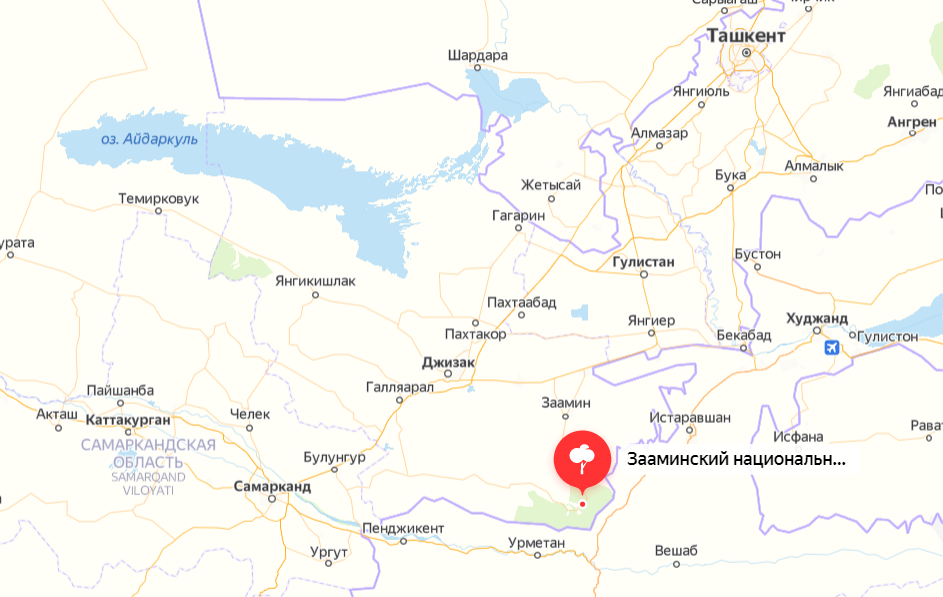 Сарыагаш
Ташкент
Шардара
Янгиюль
Янгиабад
Ангрен
оз. Айдаркуль
Алмазар
Алмалык
Бука
Жетысай
Темирковук
Гагарин
урата
Бустон
Гулистан
Янгикишлак
Пахтаабад
Пахтакор
Янгиер
Худжанд
Бекабад
Гулистон
Джизак
Галляарал
Пайшанба
Заамин
Акташ
Каттакурган
Челек
Истаравшан
Исфана
Рават
САМАРКАНДСКАЯ
ОБЛАСТЬ
SAMARQAND
VILOYATI
Булунгур
Зааминский национальн...
Самарканд
Пенджикент
Урметан
Вешаб
Ургут